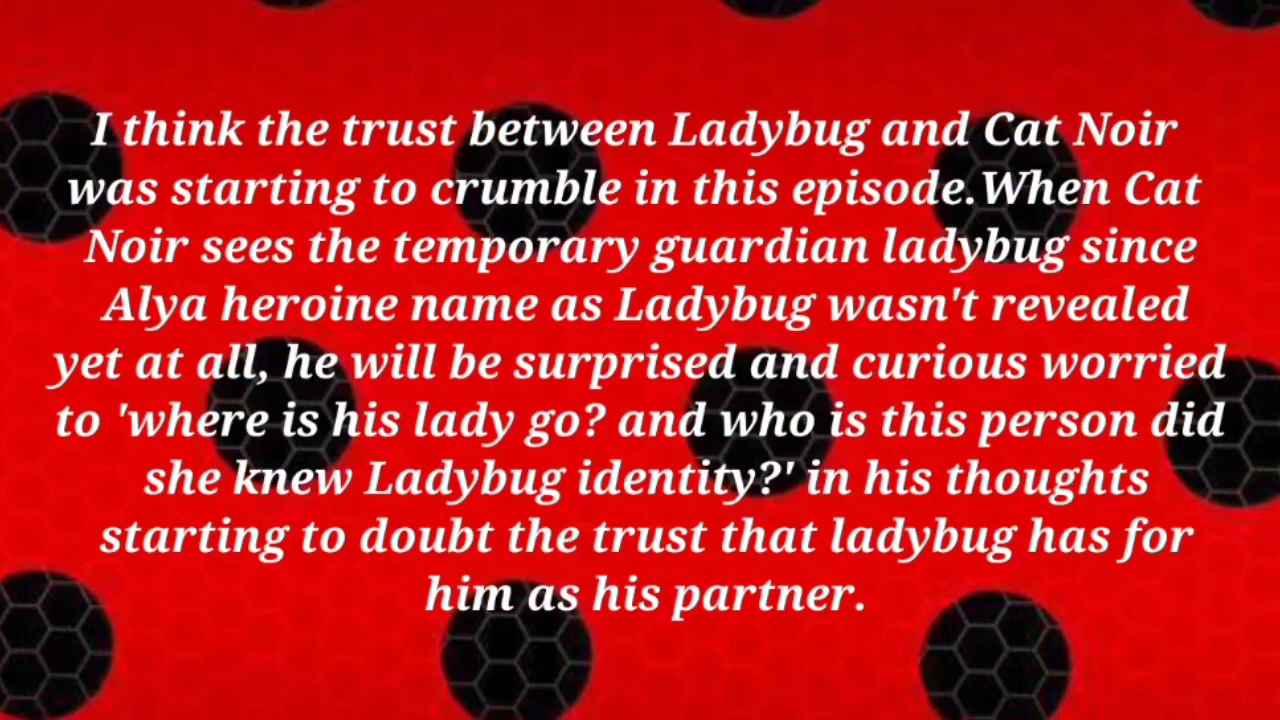 I think the trust between Ladybug and Cat Noir
was starting to crumble in this episode.When Cat
Noir sees the temporary guardian ladybug since
Alya heroine name as Ladybug wasn't revealed
yet at all, he will be surprised and curious worried
to 'where is his lady go? and who is this person did
she knew Ladybug identity?' in his thoughts
starting to doubt the trust that ladybug has for
him as his partner.